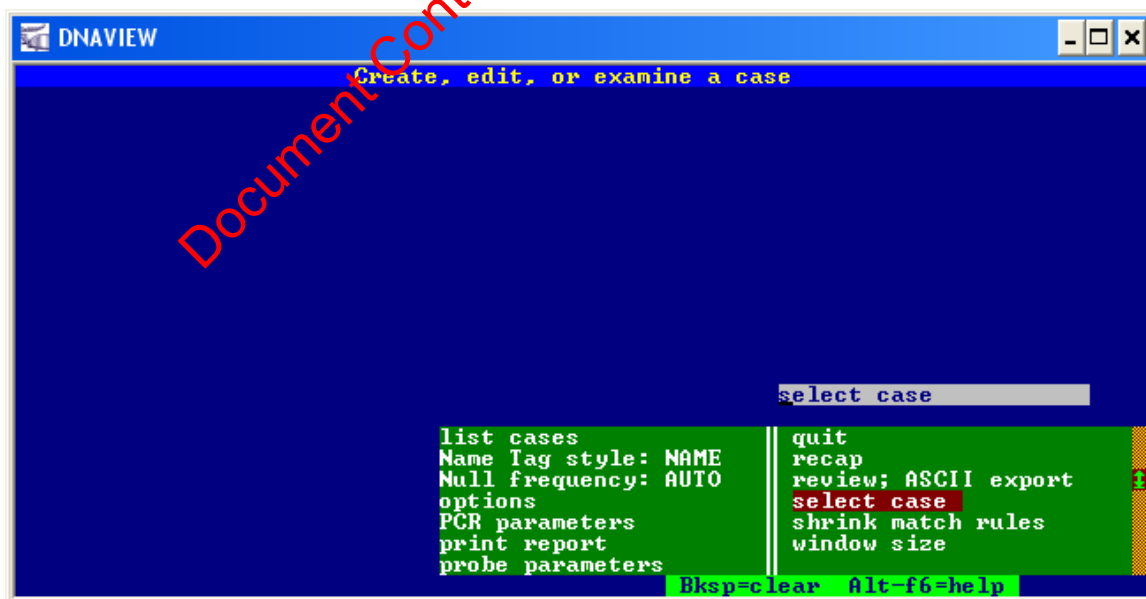 DNAVIEW
Create, edit, or examine a case
Document Cont
select case
list cases
Name Tag style: NAME
Null frequency: AUTO
options
PCR parameters
print report
probe parameters
quit
recap
review; ASCII export
select case
shrink match rules
window size
Bksp=clear Alt-f6=help